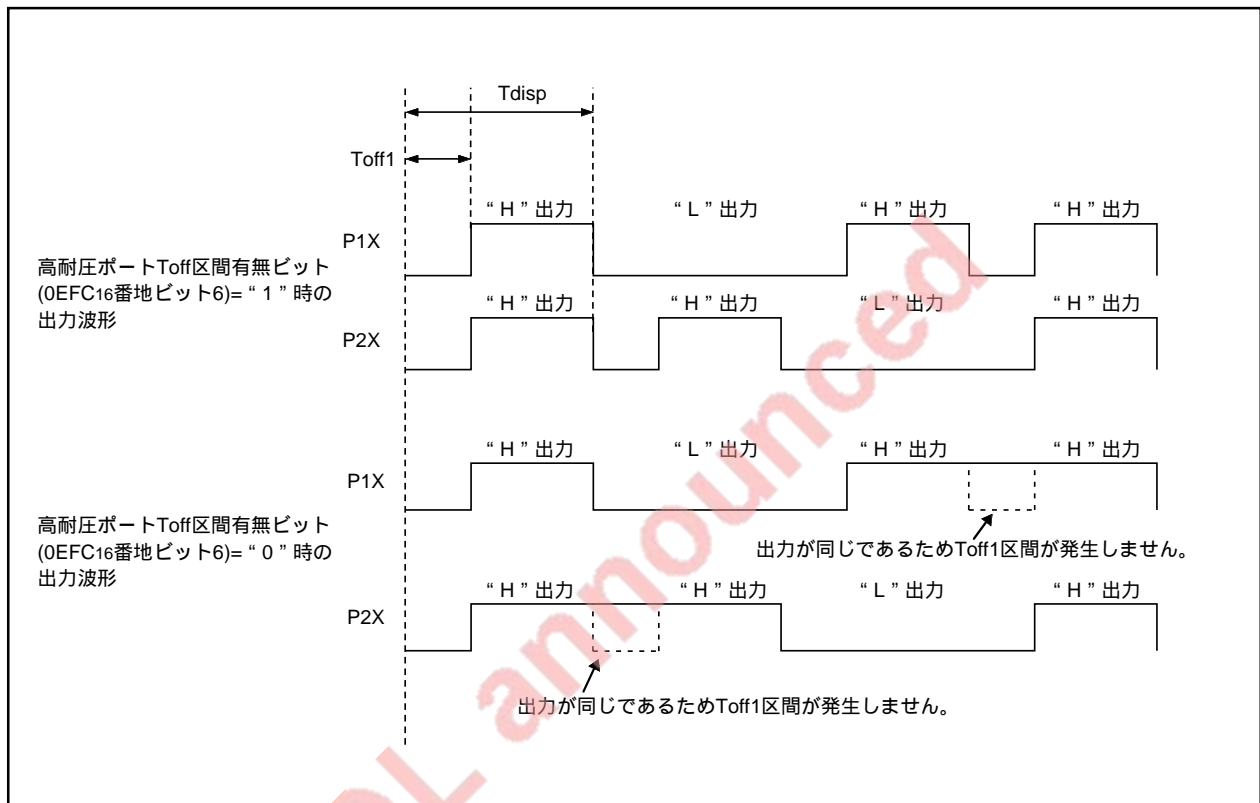 Tdisp
Toff1
“ H ” 出力 “ L ” 出力 “ H ” 出力 “ H ” 出力
P1X
高耐圧ポートToff区間有無ビット
(0EFC16番地ビット6)= “ 1 ” 時の
出力波形
“ H ” 出力 “ H ” 出力 “ L ” 出力 “ H ” 出力
P2X
“ H ” 出力 “ L ” 出力 “ H ” 出力 “ H ” 出力
P1X
高耐圧ポートToff区間有無ビット
(0EFC16番地ビット6)= “ 0 ” 時の
出力波形
出力が同じであるためToff1区間が発生しません。
“ H ” 出力 “ H ” 出力 “ L ” 出力 “ H ” 出力
P2X
出力が同じであるためToff1区間が発生しません。
OL announced